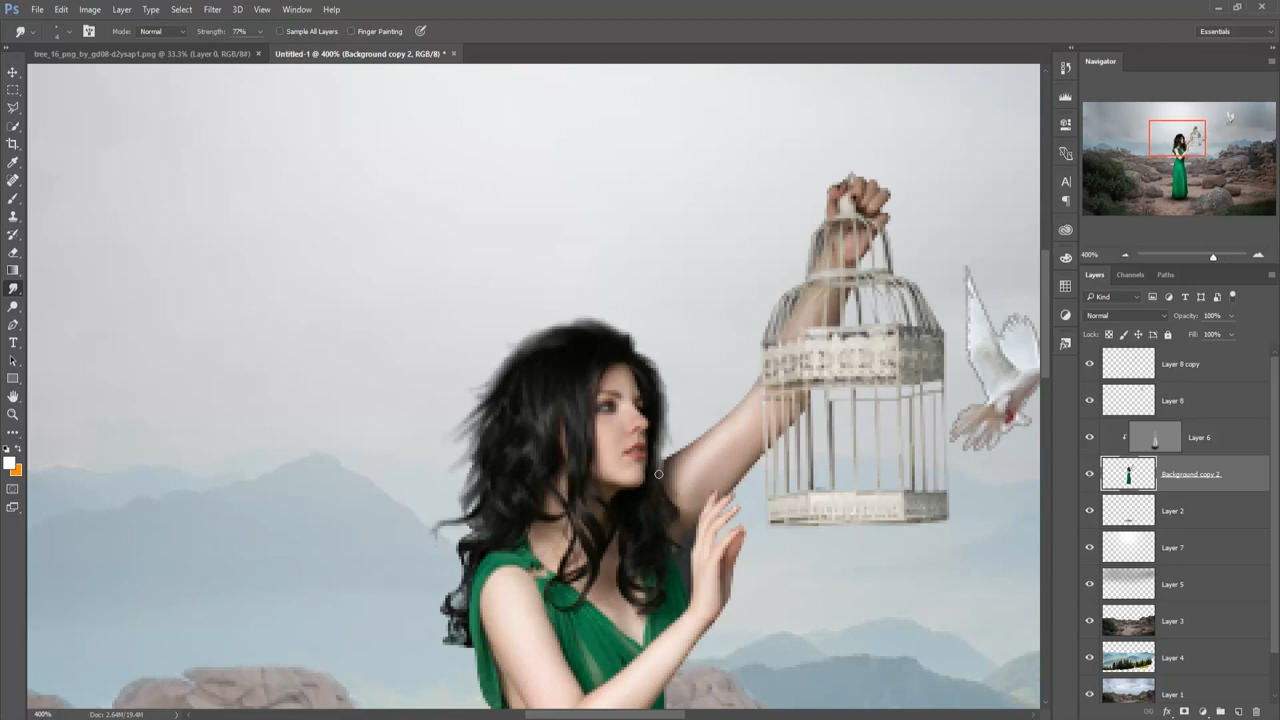 Ps File Edit Image Layer Type Select Filter 3D View Window Help
4 Mode: Normal Strength: 77% Sample All Layers Finger Painting Essentials
tree_16_png_by_gd08-d2ysap1.png @ 33.3% (Layer 0, RGB/8#) × Untitled-1 @ 400% (Background copy 2, RGB/8) * ×
Navigator
400%
Layers Channels Paths
Kind
Normal Opacity: 100%
Lock: Fill: 100%
Layer 8 copy
Layer 8
Layer 6
Background copy 2
Layer 2
Layer 7
Layer 5
Layer 3
Layer 4
Layer 1
400% Doc: 2.64M/19.4M